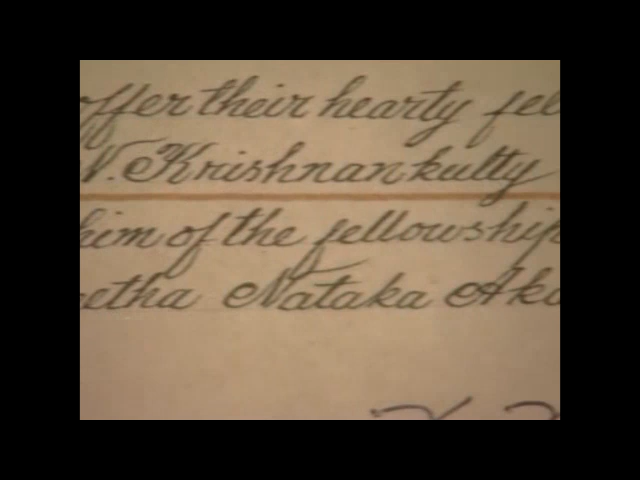 offer their hearty fel
N. Krishnankutty
him of the fellowship
etha Nataka Aka